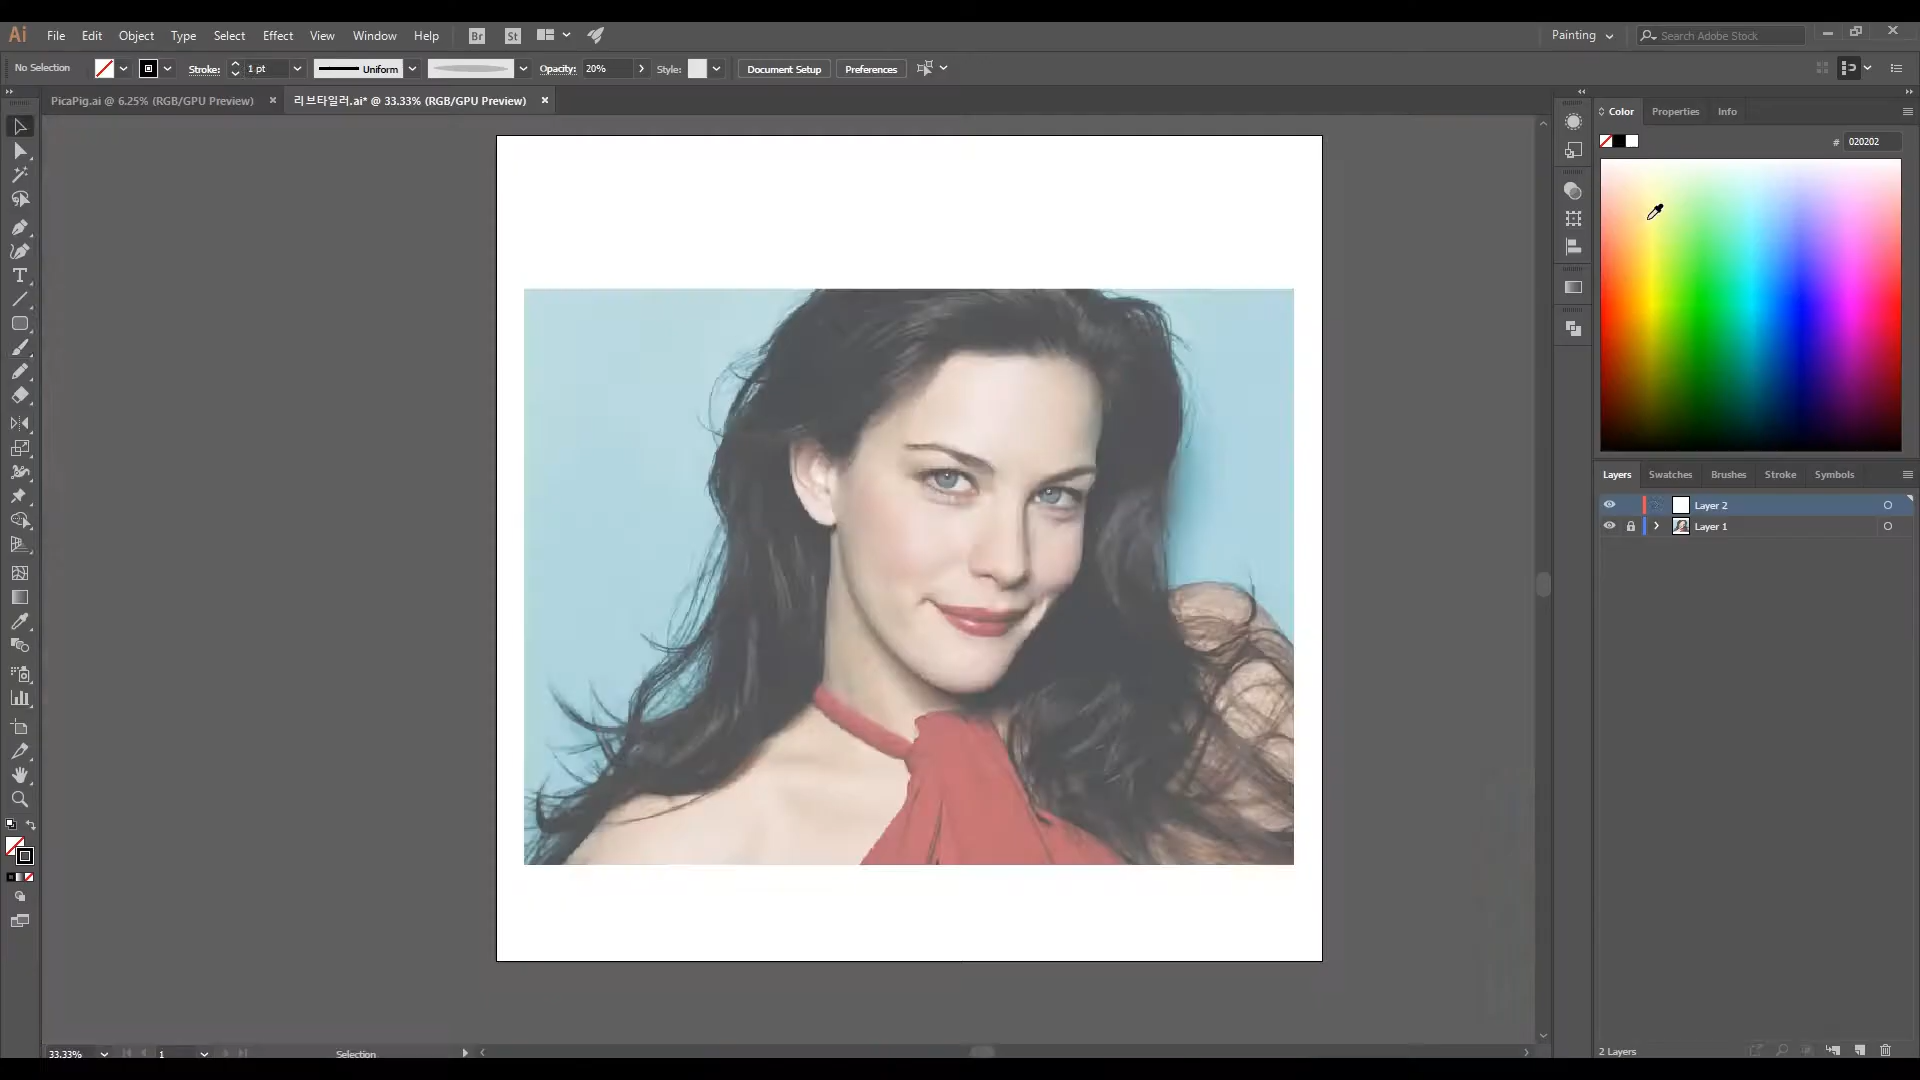 Ai File Edit Object Type Select Effect View Window Help Br St Painting Search Adobe Stock
No Selection Stroke: 1 pt Uniform Opacity: 20% Style: Document Setup Preferences
PicaPig.ai @ 6.25% (RGB/GPU Preview) × 리브타일러.ai* @ 33.33% (RGB/GPU Preview) ×
Color Properties Info
# 020202
Layers Swatches Brushes Stroke Symbols
Layer 2
Layer 1
33.33% 1 Selection
2 Layers